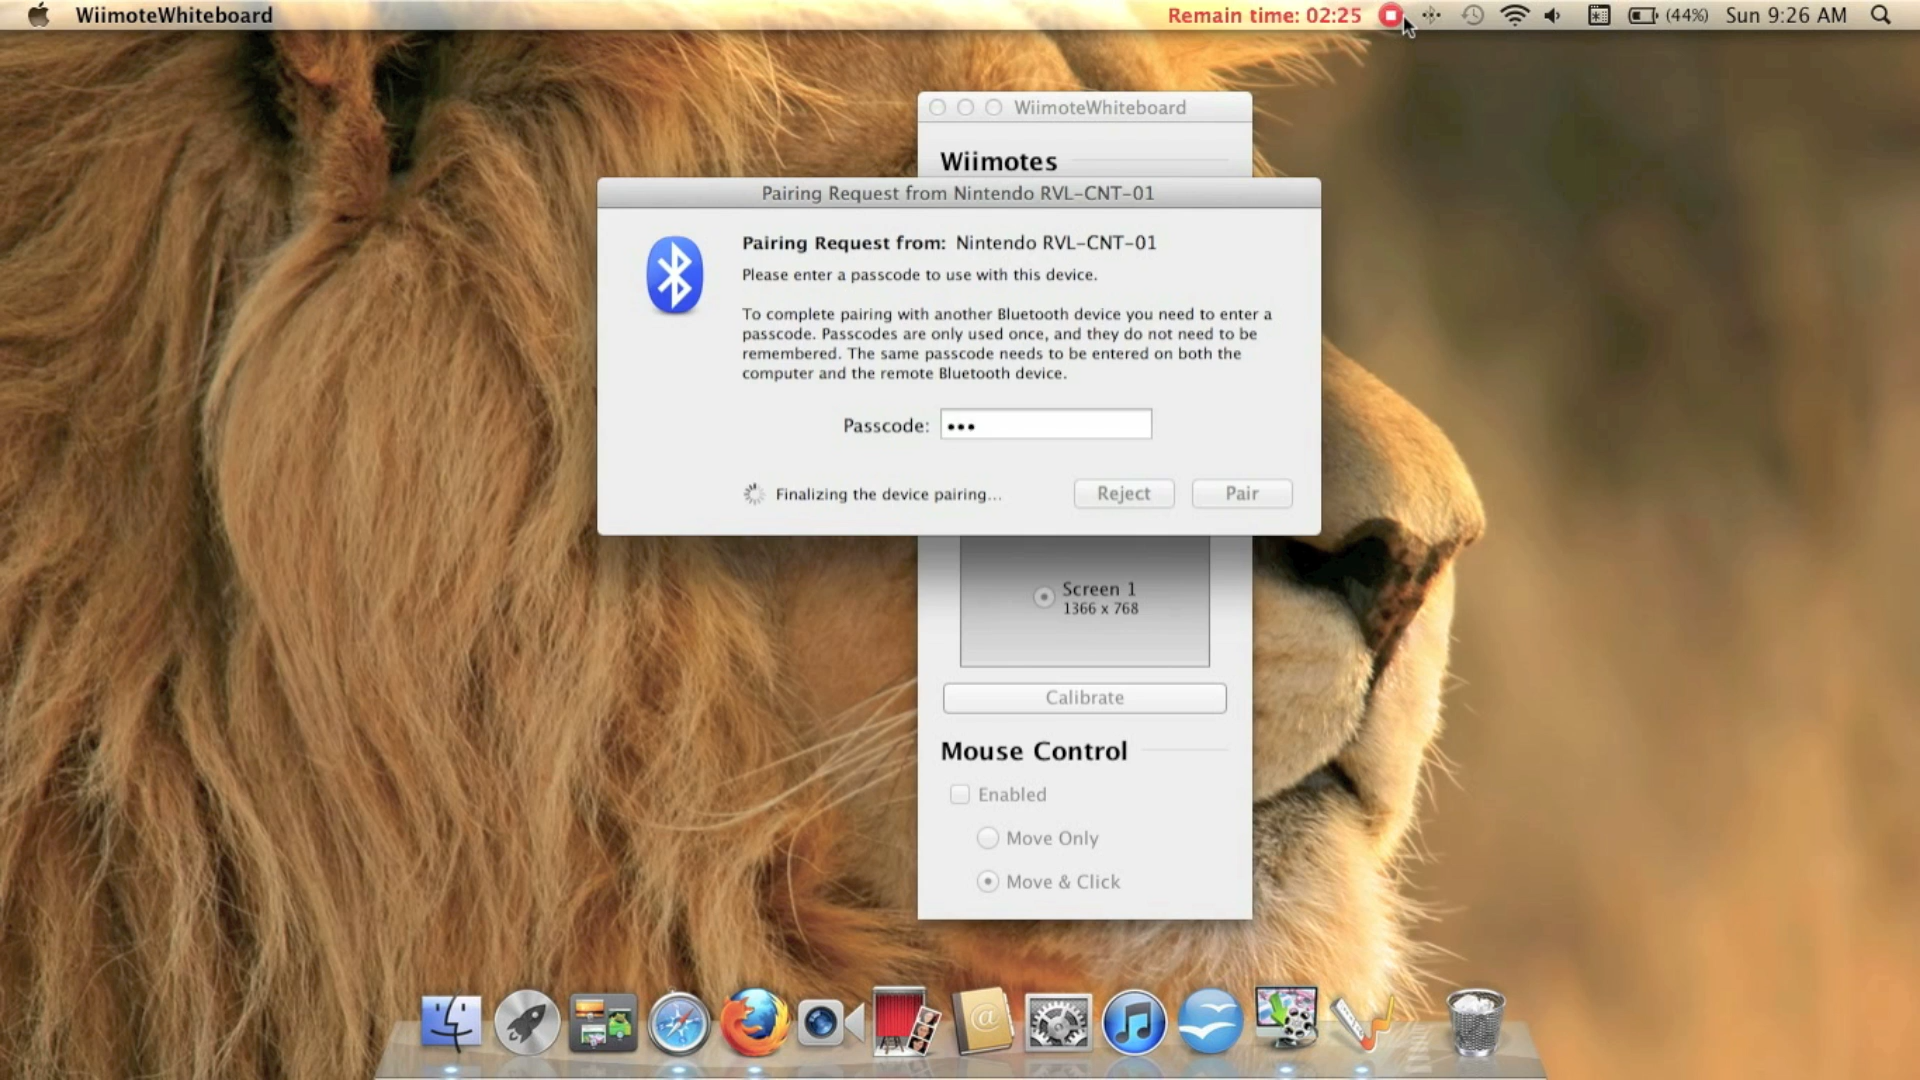 WiimoteWhiteboard
Remain time: 02:25
(44%)
Sun 9:26 AM
WiimoteWhiteboard
Wiimotes
Pairing Request from Nintendo RVL-CNT-01
Pairing Request from: Nintendo RVL-CNT-01
Please enter a passcode to use with this device.
To complete pairing with another Bluetooth device you need to enter a
passcode. Passcodes are only used once, and they do not need to be
remembered. The same passcode needs to be entered on both the
computer and the remote Bluetooth device.
Passcode: •••
Finalizing the device pairing...
Reject
Pair
Screen 1
1366 x 768
Calibrate
Mouse Control
Enabled
Move Only
Move & Click